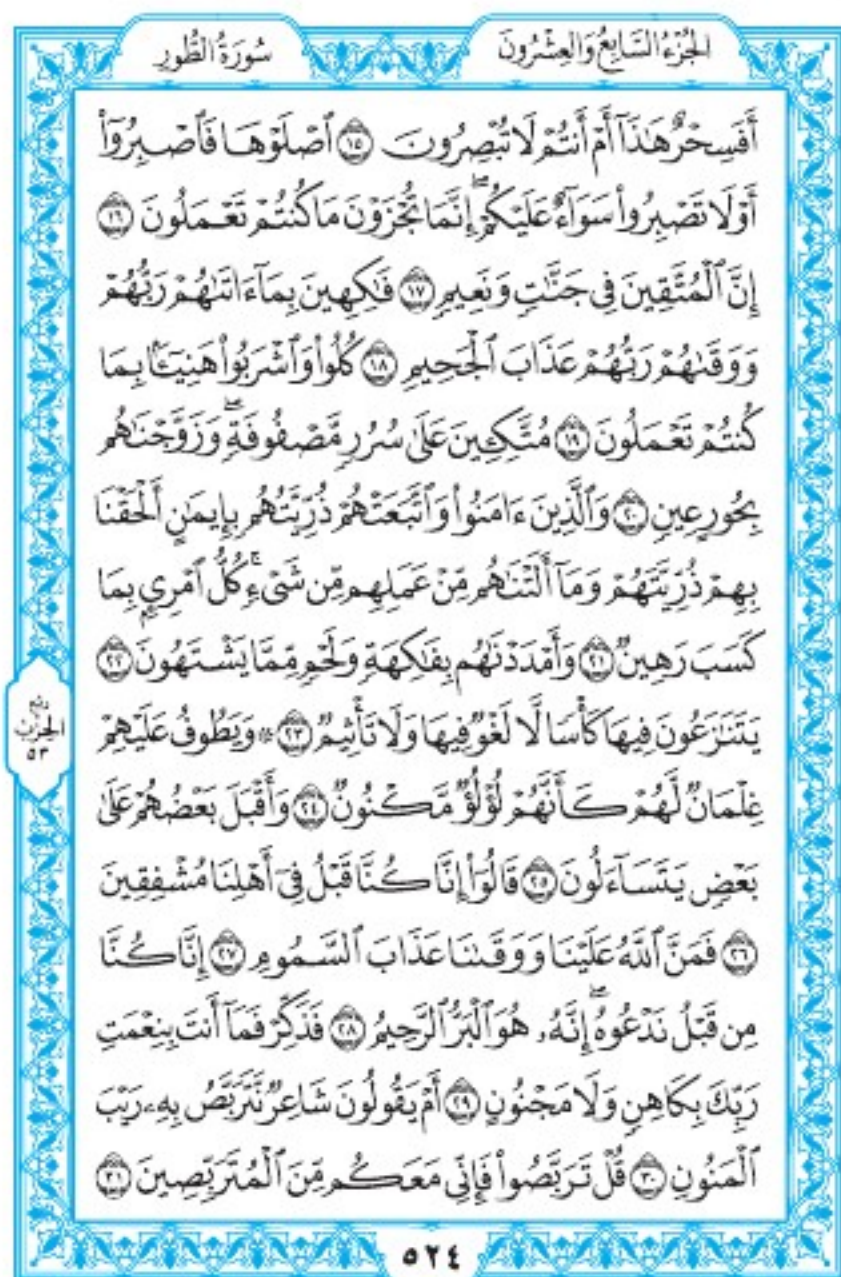 الجُزْءُ السَّابِعُ وَالعِشْرُونَ
سُورَةُ الطُّورِ
أَفَسِحْرٌ هَٰذَآ أَمْ أَنتُمْ لَا تُبْصِرُونَ ١٥ ٱصْلَوْهَا فَٱصْبِرُوٓا۟
أَوْ لَا تَصْبِرُوا۟ سَوَآءٌ عَلَيْكُمْ ۖ إِنَّمَا تُجْزَوْنَ مَا كُنتُمْ تَعْمَلُونَ ١٦
إِنَّ ٱلْمُتَّقِينَ فِى جَنَّٰتٍ وَنَعِيمٍ ١٧ فَٰكِهِينَ بِمَآ ءَاتَىٰهُمْ رَبُّهُمْ
وَوَقَىٰهُمْ رَبُّهُمْ عَذَابَ ٱلْجَحِيمِ ١٨ كُلُوا۟ وَٱشْرَبُوا۟ هَنِيٓـًٔۢا بِمَا
كُنتُمْ تَعْمَلُونَ ١٩ مُتَّكِـِٔينَ عَلَىٰ سُرُرٍ مَّصْفُوفَةٍ ۖ وَزَوَّجْنَٰهُم
بِحُورٍ عِينٍ ٢٠ وَٱلَّذِينَ ءَامَنُوا۟ وَٱتَّبَعَتْهُمْ ذُرِّيَّتُهُم بِإِيمَٰنٍ أَلْحَقْنَا
بِهِمْ ذُرِّيَّتَهُمْ وَمَآ أَلَتْنَٰهُم مِّنْ عَمَلِهِم مِّن شَىْءٍ ۚ كُلُّ ٱمْرِئٍۭ بِمَا
كَسَبَ رَهِينٌ ٢١ وَأَمْدَدْنَٰهُم بِفَٰكِهَةٍ وَلَحْمٍ مِّمَّا يَشْتَهُونَ ٢٢
يَتَنَٰزَعُونَ فِيهَا كَأْسًا لَّا لَغْوٌ فِيهَا وَلَا تَأْثِيمٌ ٢٣ ۞ وَيَطُوفُ عَلَيْهِمْ
غِلْمَانٌ لَّهُمْ كَأَنَّهُمْ لُؤْلُؤٌ مَّكْنُونٌ ٢٤ وَأَقْبَلَ بَعْضُهُمْ عَلَىٰ
بَعْضٍ يَتَسَآءَلُونَ ٢٥ قَالُوٓا۟ إِنَّا كُنَّا قَبْلُ فِىٓ أَهْلِنَا مُشْفِقِينَ
٢٦ فَمَنَّ ٱللَّهُ عَلَيْنَا وَوَقَىٰنَا عَذَابَ ٱلسَّمُومِ ٢٧ إِنَّا كُنَّا
مِن قَبْلُ نَدْعُوهُ ۖ إِنَّهُۥ هُوَ ٱلْبَرُّ ٱلرَّحِيمُ ٢٨ فَذَكِّرْ فَمَآ أَنتَ بِنِعْمَتِ
رَبِّكَ بِكَاهِنٍ وَلَا مَجْنُونٍ ٢٩ أَمْ يَقُولُونَ شَاعِرٌ نَّتَرَبَّصُ بِهِۦ رَيْبَ
ٱلْمَنُونِ ٣٠ قُلْ تَرَبَّصُوا۟ فَإِنِّى مَعَكُم مِّنَ ٱلْمُتَرَبِّصِينَ ٣١
ربع
الحزب
٥٣
٥٢٤